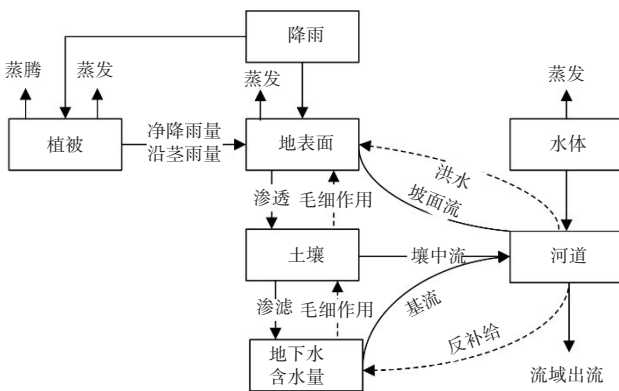 降雨
蒸腾
蒸发
蒸发
蒸发
植被
净降雨量
沿茎雨量
地表面
水体
洪水
坡面流
渗透
毛细作用
土壤
壤中流
河道
渗滤
毛细作用
基流
反补给
地下水
含水量
流域出流